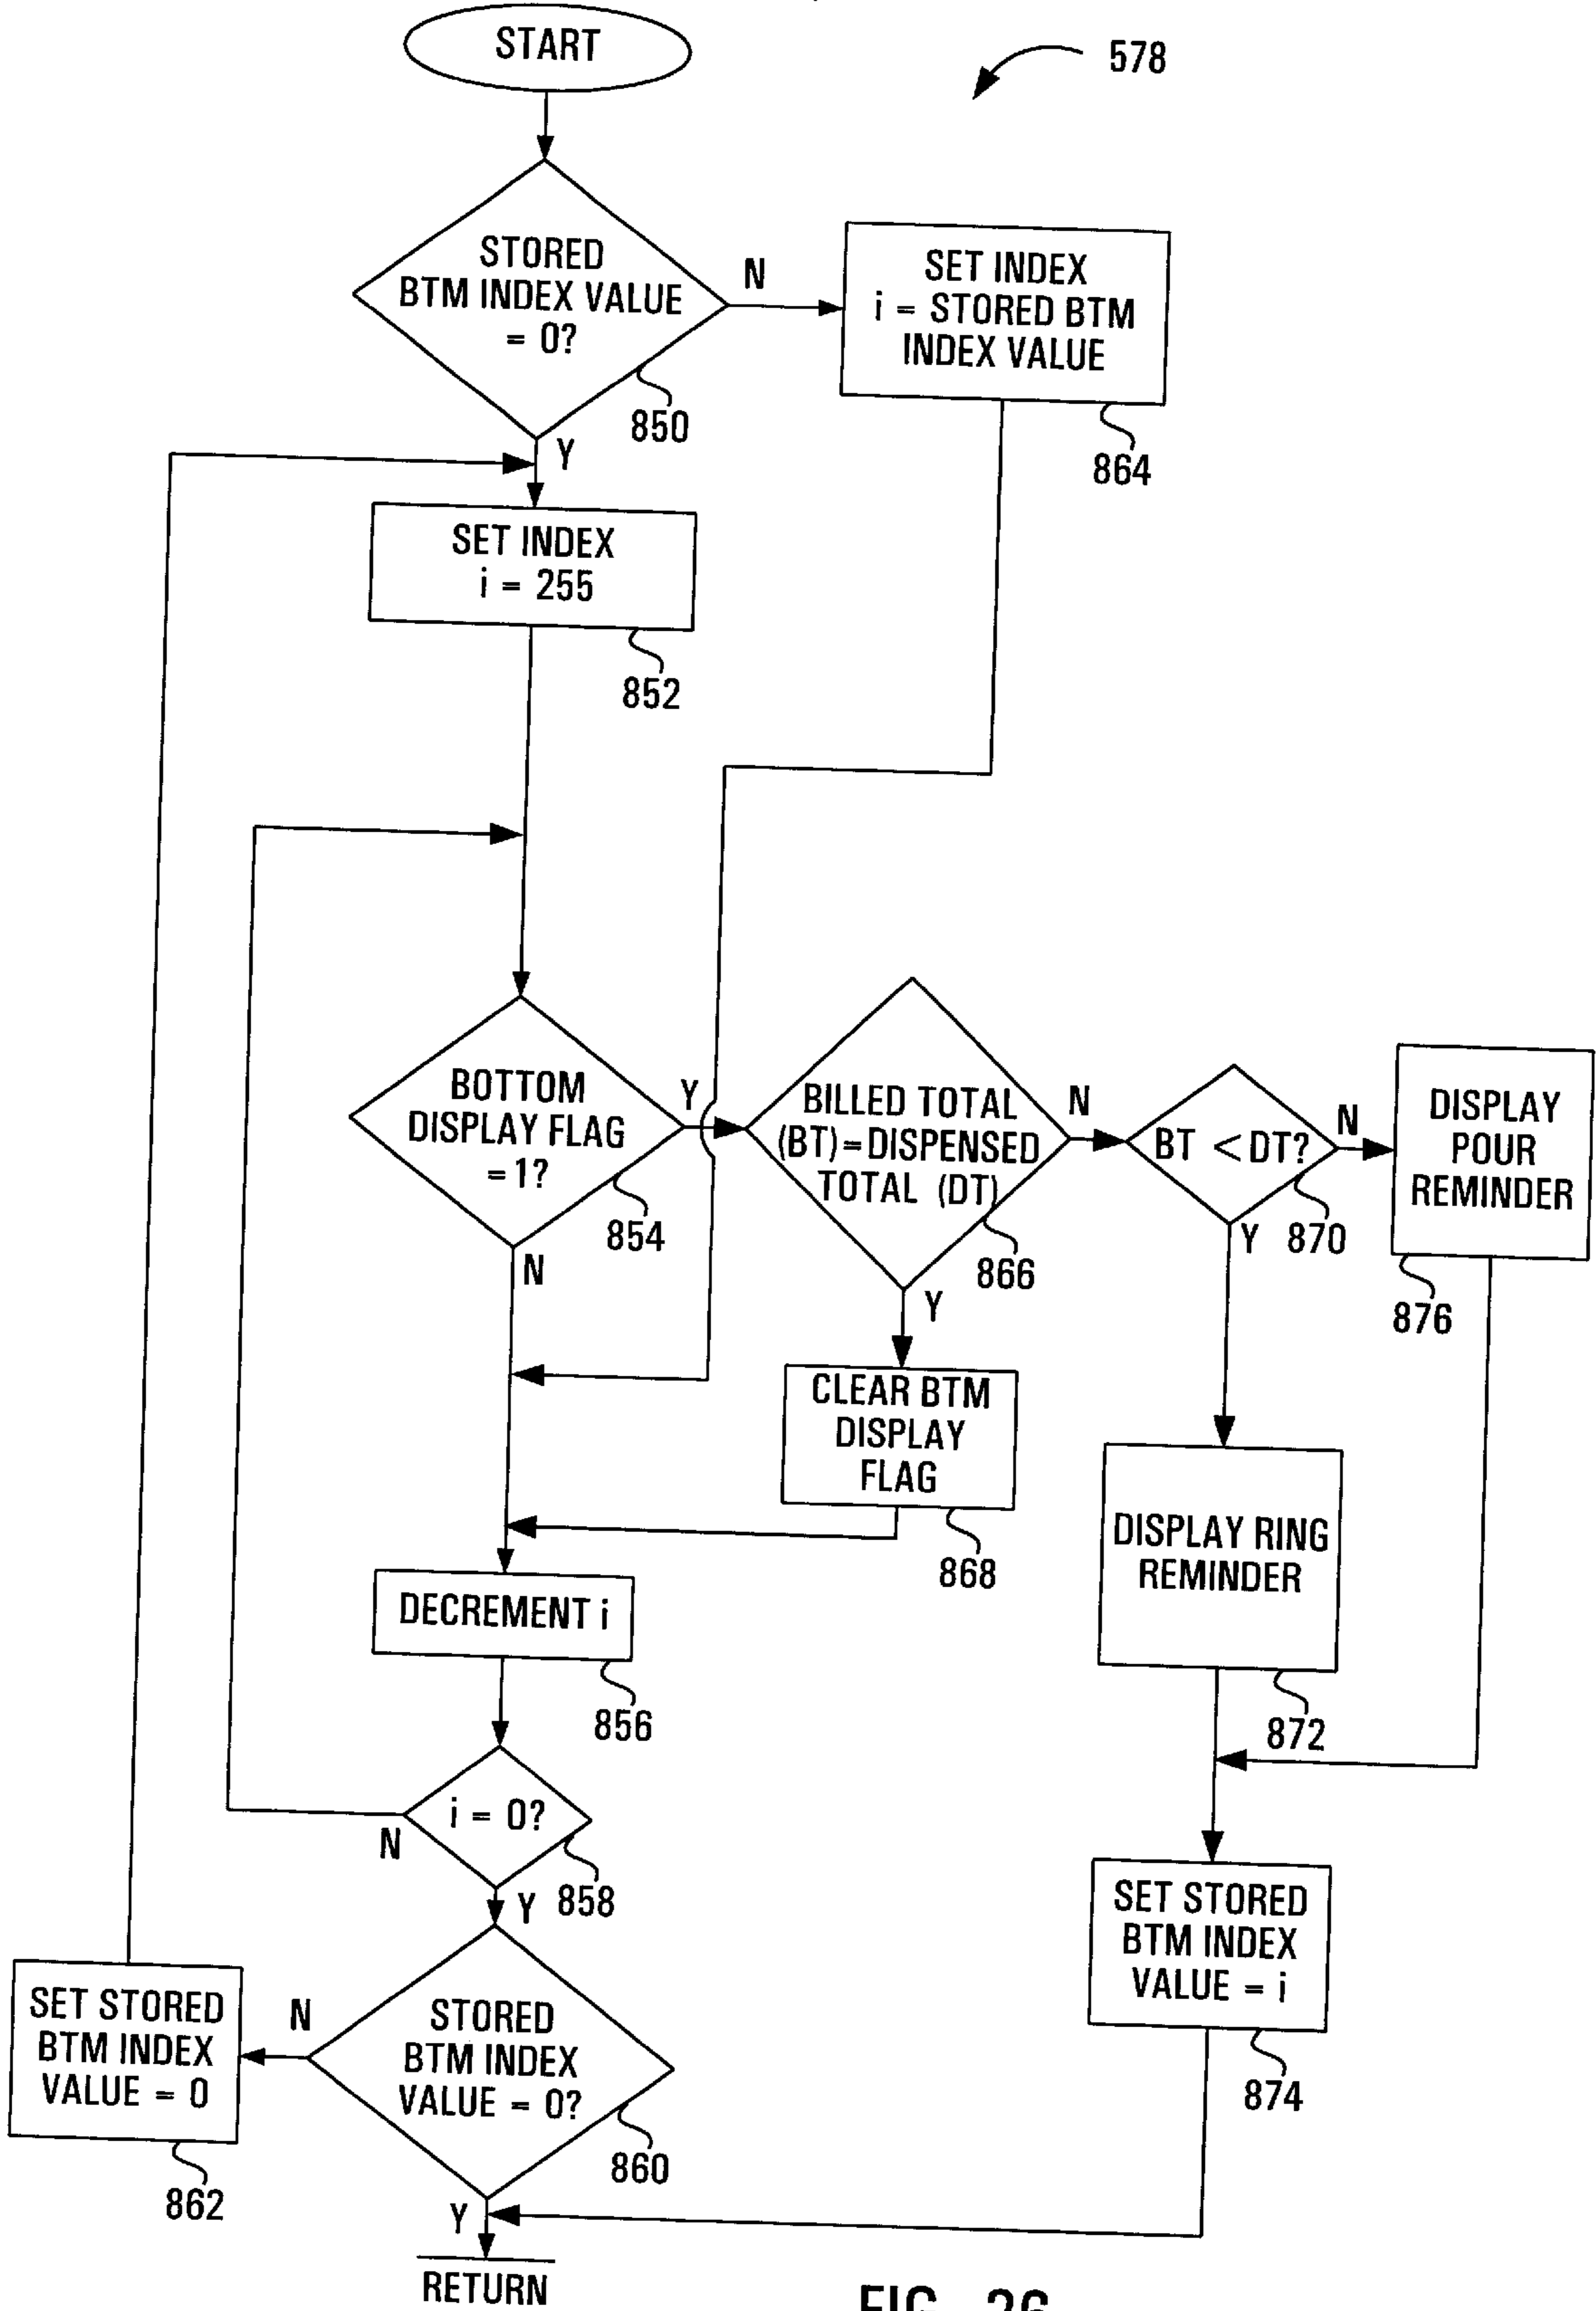 START
578
STORED
BTM INDEX VALUE
= 0?
N
850
Y
SET INDEX
i = STORED BTM
INDEX VALUE
864
SET INDEX
i = 255
852
BOTTOM
DISPLAY FLAG
=1?
Y
854
N
BILLED TOTAL
(BT)=DISPENSED
TOTAL (DT)
N
866
Y
BT <DT?
N
870
Y
DISPLAY
POUR
REMINDER
876
CLEAR BTM
DISPLAY
FLAG
868
DISPLAY RING
REMINDER
872
DECREMENT i
856
i = 0?
N
858
Y
SET STORED
BTM INDEX
VALUE = i
874
STORED
BTM INDEX
VALUE = 0?
N
860
Y
SET STORED
BTM INDEX
VALUE = 0
862
RETURN
FIG. 26